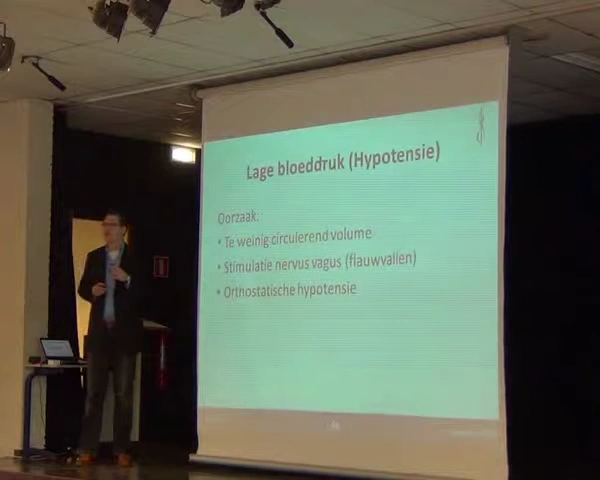 Lage bloeddruk (Hypotensie)
Oorzaak:
• Te weinig circulerend volume
• Stimulatie nervus vagus (flauwvallen)
• Orthostatische hypotensie